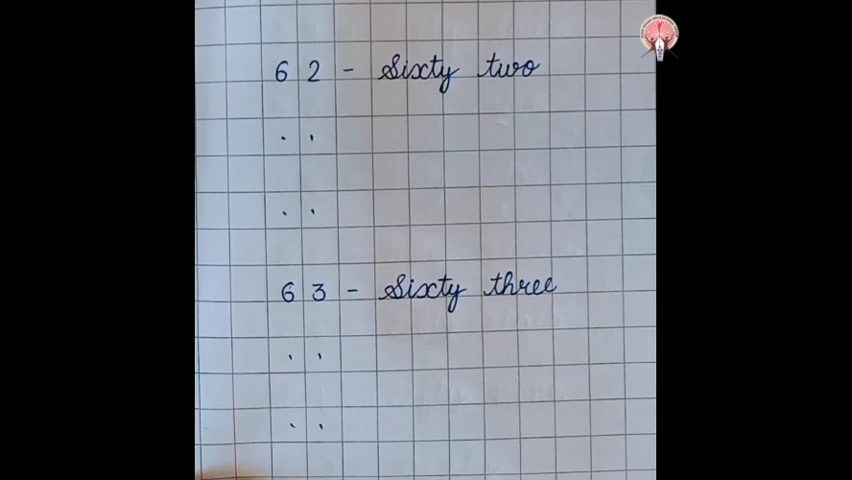 62 - Sixty two
. .
. .
63 - Sixty three
. .
. .